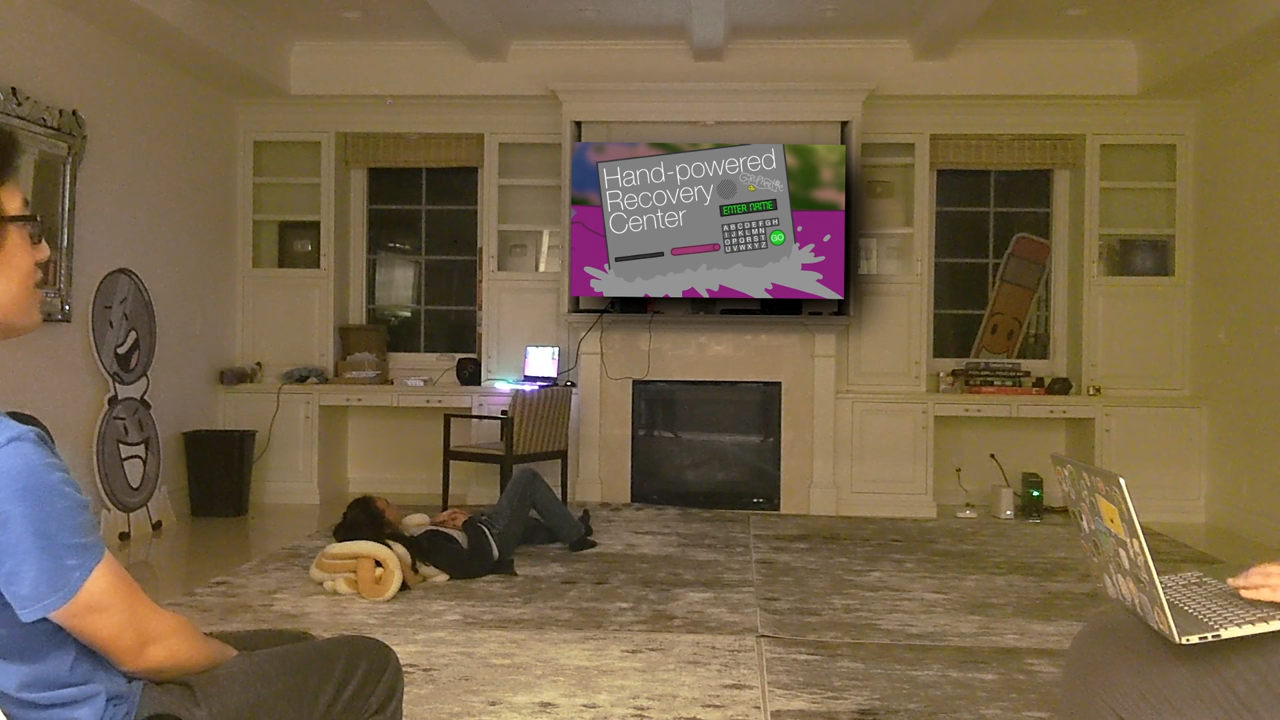 Hand-powered
Recovery
Center
ENTER NAME
ABCDEFGH
IJKLMN
OPQRST
UVWXYZ
GO